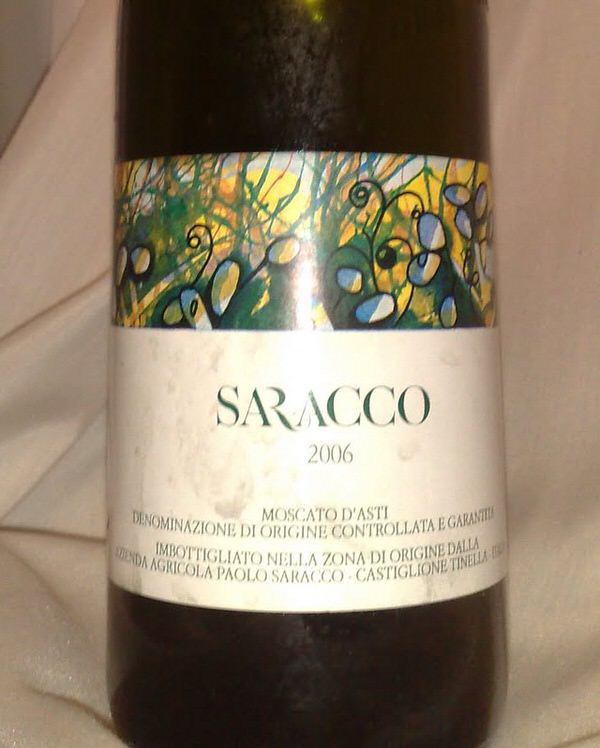 SARACCO
2006
MOSCATO D'ASTI
DENOMINAZIONE DI ORIGINE CONTROLLATA E GARANTITA
IMBOTTIGLIATO NELLA ZONA DI ORIGINE DALLA
AZIENDA AGRICOLA PAOLO SARACCO - CASTIGLIONE TINELLA -